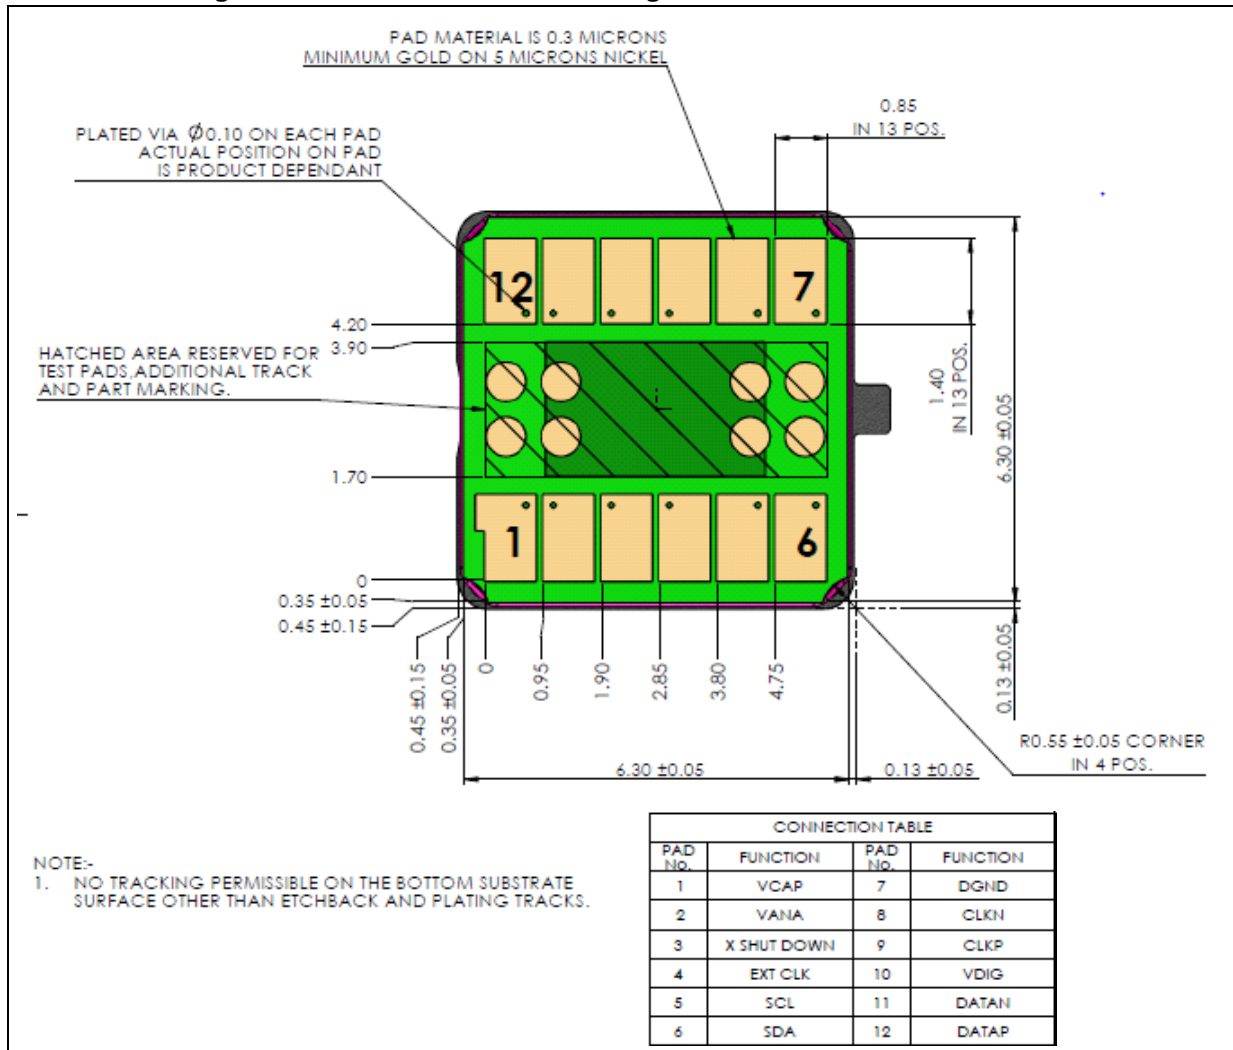 PAD MATERIAL IS 0.3 MICRONS
MINIMUM GOLD ON 5 MICRONS NICKEL
0.85
IN 13 POS.
PLATED VIA Ø0.10 ON EACH PAD
ACTUAL POSITION ON PAD
IS PRODUCT DEPENDANT
12
7
4.20
3.90
HATCHED AREA RESERVED FOR
TEST PADS,ADDITIONAL TRACK
AND PART MARKING.
1.40
IN 13 POS.
6.30 ±0.05
1.70
1
6
0
0.35 ±0.05
0.45 ±0.15
0.45 ±0.15
0.35 ±0.05
0
0.95
1.90
2.85
3.80
4.75
0.13 ±0.05
R0.55 ±0.05 CORNER
IN 4 POS.
6.30 ±0.05
0.13 ±0.05
NOTE:-
1. NO TRACKING PERMISSIBLE ON THE BOTTOM SUBSTRATE
SURFACE OTHER THAN ETCHBACK AND PLATING TRACKS.
CONNECTION TABLE
PAD No. FUNCTION PAD No. FUNCTION
1 VCAP 7 DGND
2 VANA 8 CLKN
3 X SHUT DOWN 9 CLKP
4 EXT CLK 10 VDIG
5 SCL 11 DATAN
6 SDA 12 DATAP